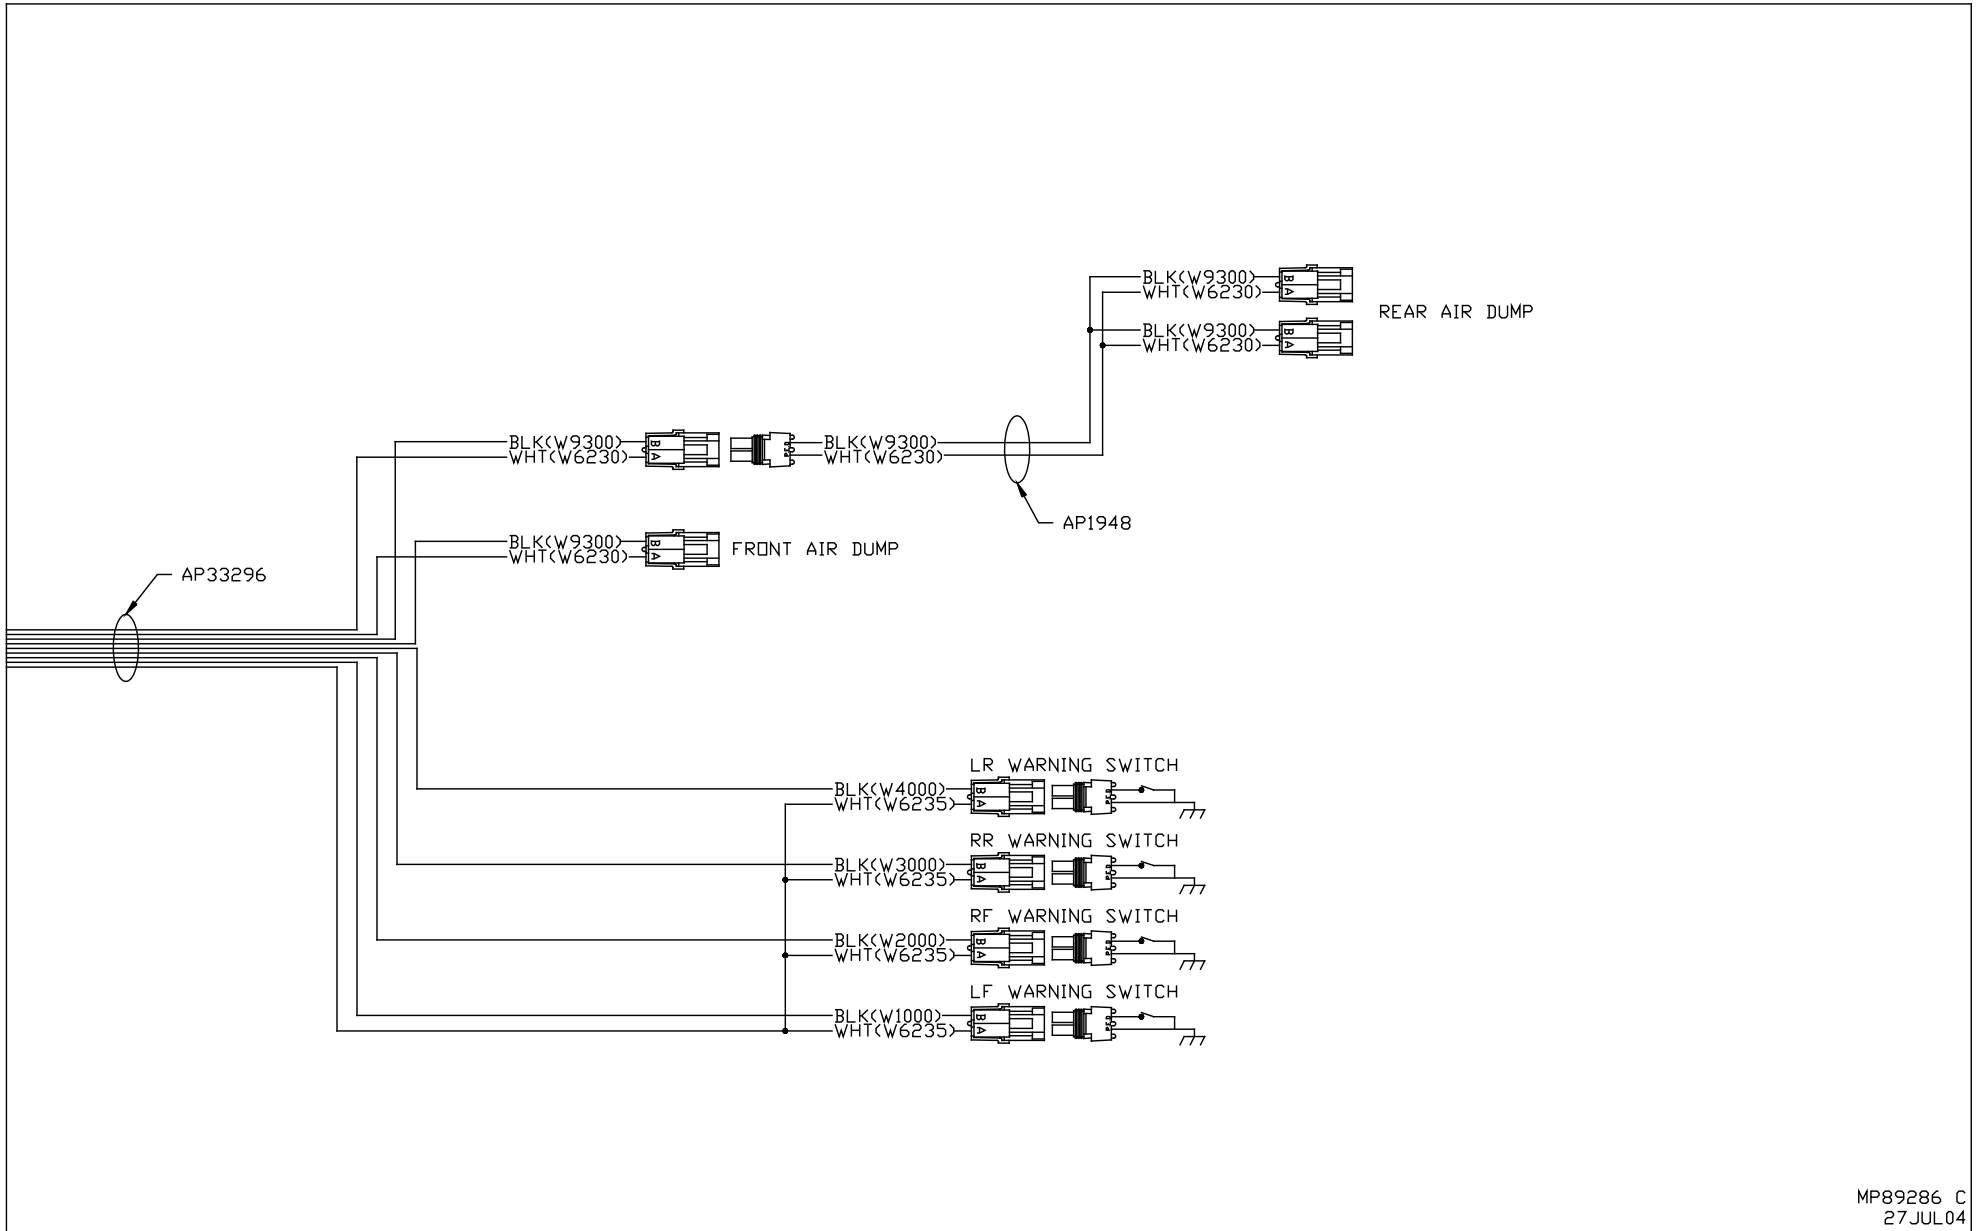 BLK(W9300)
WHT(W6230)
B
A
REAR AIR DUMP
BLK(W9300)
WHT(W6230)
B
A
BLK(W9300)
WHT(W6230)
B
A
BLK(W9300)
WHT(W6230)
AP1948
BLK(W9300)
WHT(W6230)
B
A
FRONT AIR DUMP
AP33296
LR WARNING SWITCH
BLK(W4000)
WHT(W6235)
B
A
RR WARNING SWITCH
BLK(W3000)
WHT(W6235)
B
A
RF WARNING SWITCH
BLK(W2000)
WHT(W6235)
B
A
LF WARNING SWITCH
BLK(W1000)
WHT(W6235)
B
A
MP89286 C
27JUL04